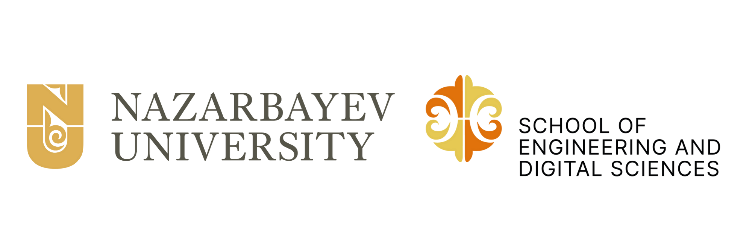 NAZARBAYEV
UNIVERSITY
SCHOOL OF
ENGINEERING AND
DIGITAL SCIENCES